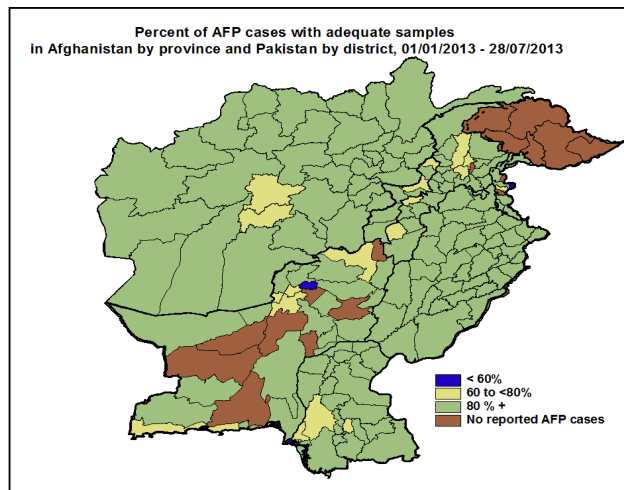 Percent of AFP cases with adequate samples
in Afghanistan by province and Pakistan by district, 01/01/2013 - 28/07/2013
< 60%
60 to <80%
80 % +
No reported AFP cases